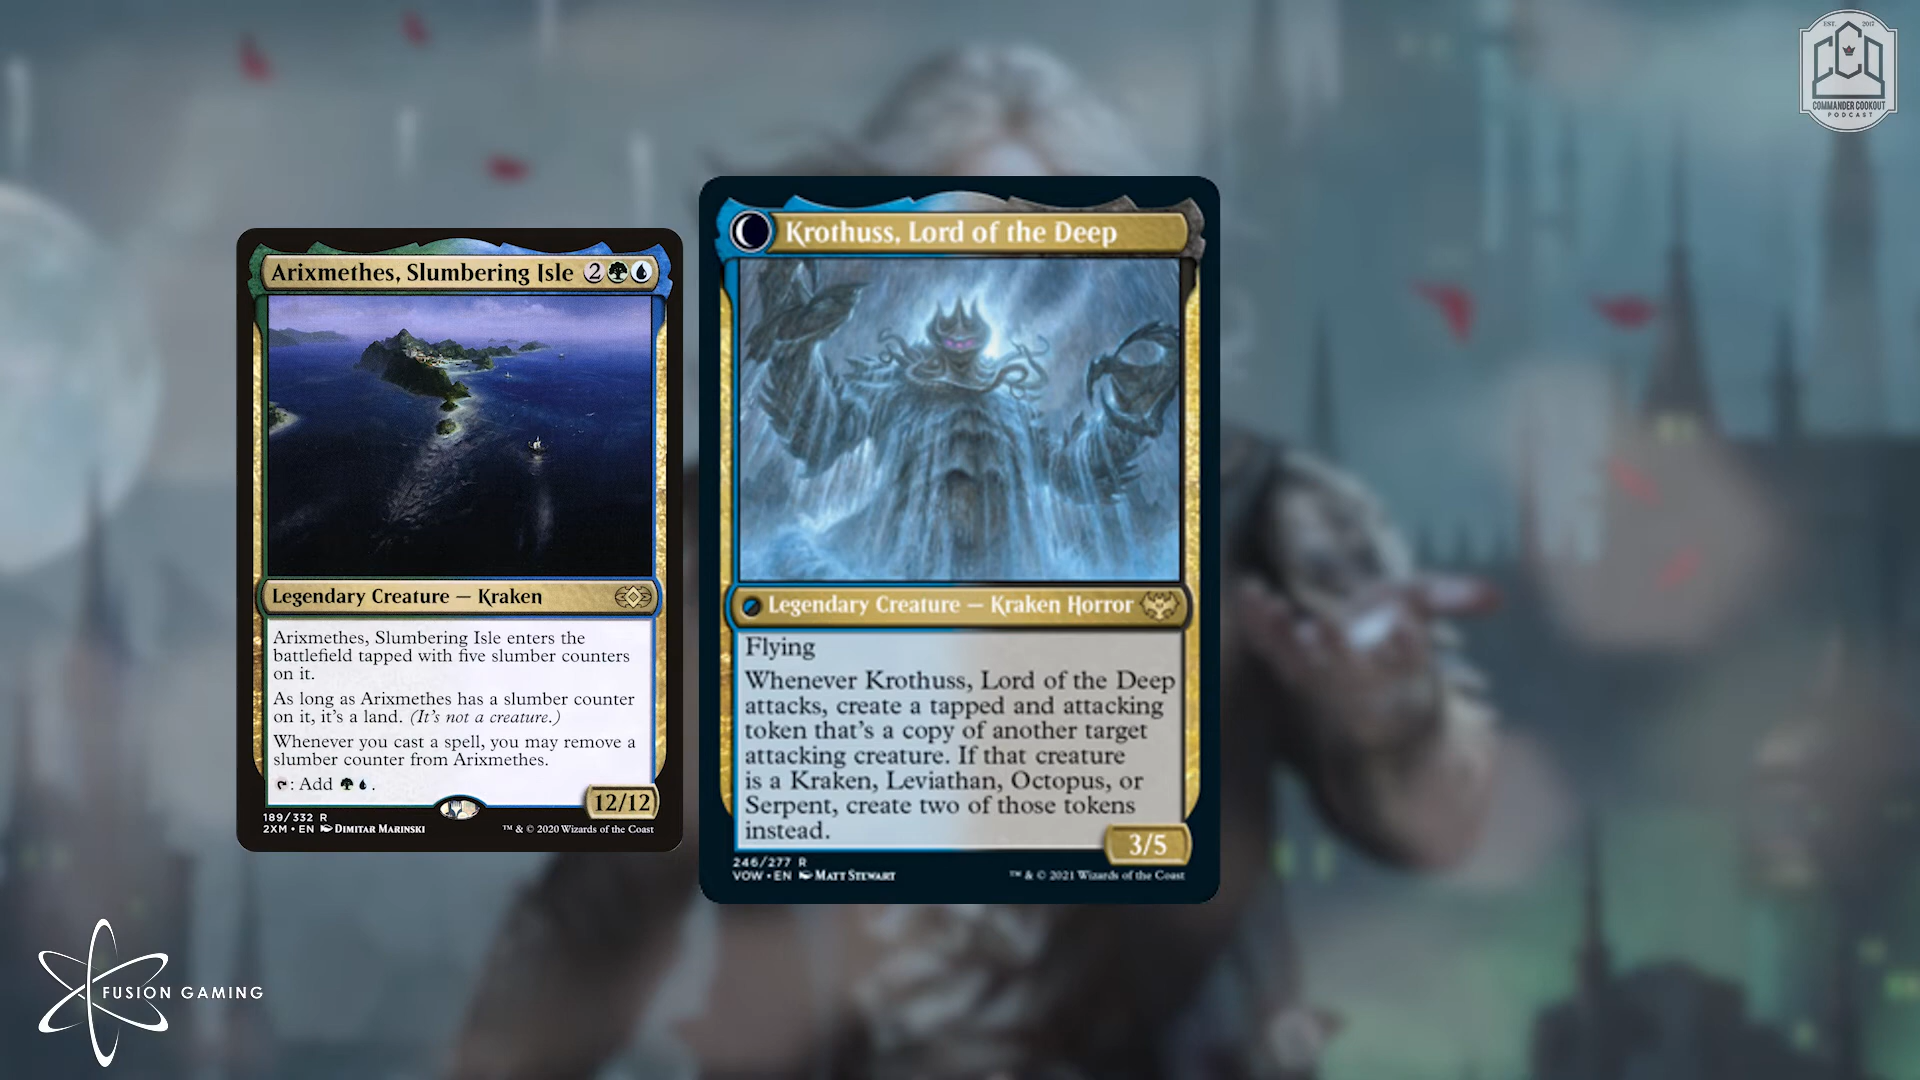 EST. 2017
CCO
COMMANDER COOKOUT
PODCAST
Arixmethes, Slumbering Isle 2
Legendary Creature — Kraken
Arixmethes, Slumbering Isle enters the
battlefield tapped with five slumber counters
on it.
As long as Arixmethes has a slumber counter
on it, it's a land. (It's not a creature.)
Whenever you cast a spell, you may remove a
slumber counter from Arixmethes.
: Add .
12/12
189/332 R
2XM • EN Dimitar Marinski
™ & © 2020 Wizards of the Coast
Krothuss, Lord of the Deep
Legendary Creature — Kraken Horror
Flying
Whenever Krothuss, Lord of the Deep
attacks, create a tapped and attacking
token that's a copy of another target
attacking creature. If that creature
is a Kraken, Leviathan, Octopus, or
Serpent, create two of those tokens
instead.
3/5
246/277 R
VOW • EN Matt Stewart
™ & © 2021 Wizards of the Coast
FUSION GAMING